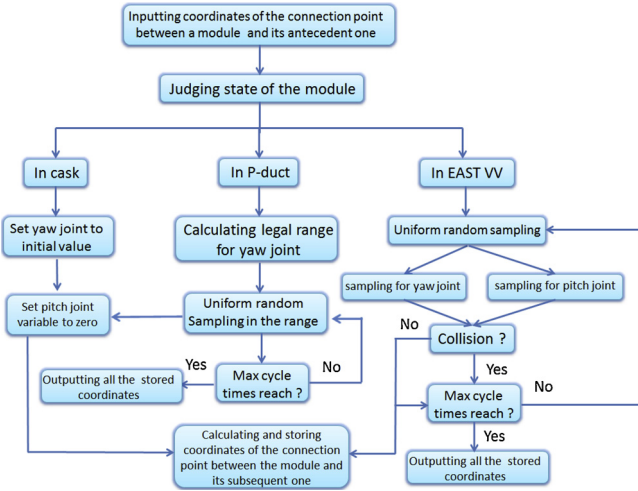 Inputting coordinates of the connection point
between a module and its antecedent one
Judging state of the module
In cask
In P-duct
In EAST VV
Set yaw joint to
initial value
Calculating legal range
for yaw joint
Uniform random sampling
sampling for yaw joint
sampling for pitch joint
Set pitch joint
variable to zero
Uniform random
Sampling in the range
No
Collision ?
Yes
No
Yes
Max cycle
times reach ?
Outputting all the stored
coordinates
Max cycle
times reach ?
No
Yes
Calculating and storing
coordinates of the connection
point between the module and
its subsequent one
Outputting all the stored
coordinates